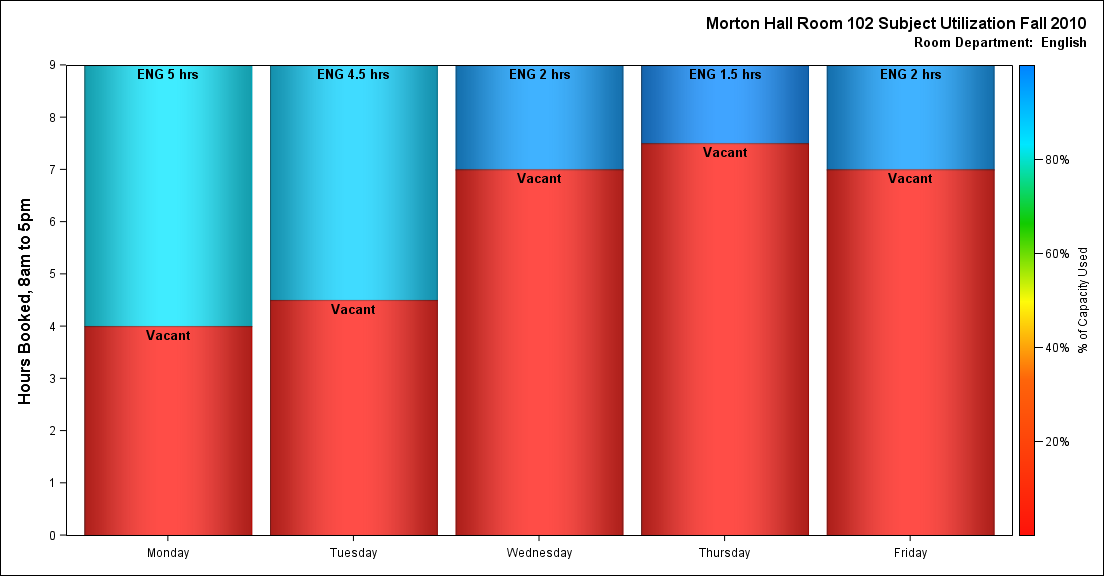 Morton Hall Room 102 Subject Utilization Fall 2010
Room Department:  English
Hours Booked, 8am to 5pm
9
8
7
6
5
4
3
2
1
0
ENG 5 hrs
Vacant
ENG 4.5 hrs
Vacant
ENG 2 hrs
Vacant
ENG 1.5 hrs
Vacant
ENG 2 hrs
Vacant
Monday
Tuesday
Wednesday
Thursday
Friday
80%
60%
40%
20%
% of Capacity Used